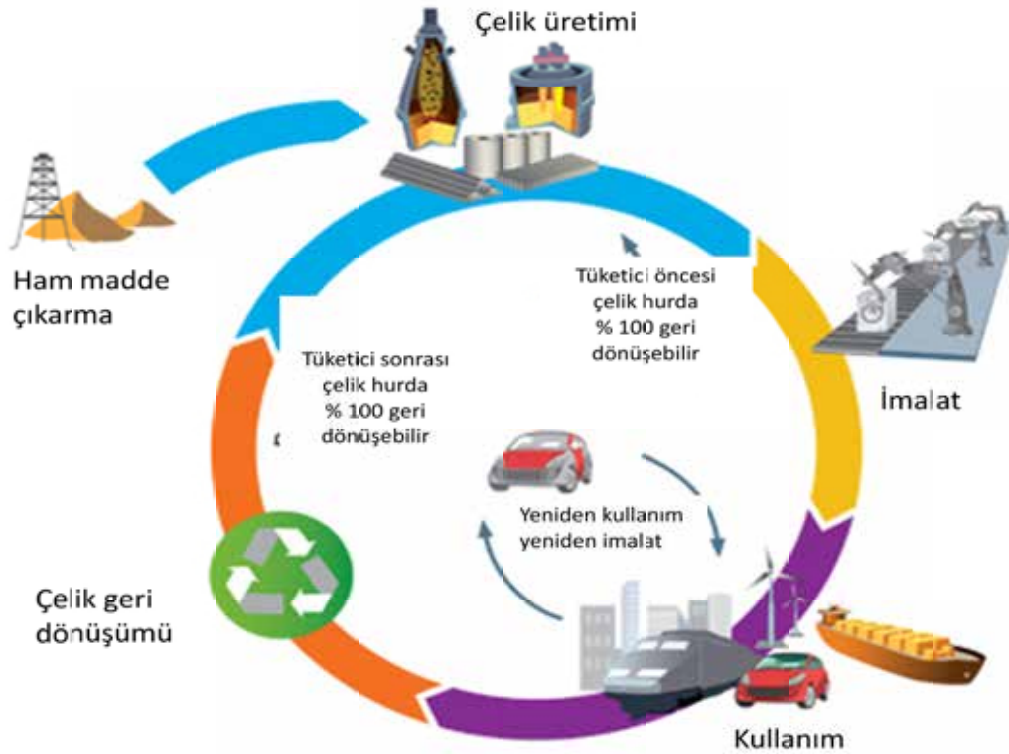 Çelik üretimi
Ham madde
çıkarma
Tüketici öncesi
çelik hurda
% 100 geri
dönüşebilir
İmalat
Tüketici sonrası
çelik hurda
% 100 geri
dönüşebilir
Yeniden kullanım
yeniden imalat
Çelik geri
dönüşümü
Kullanım